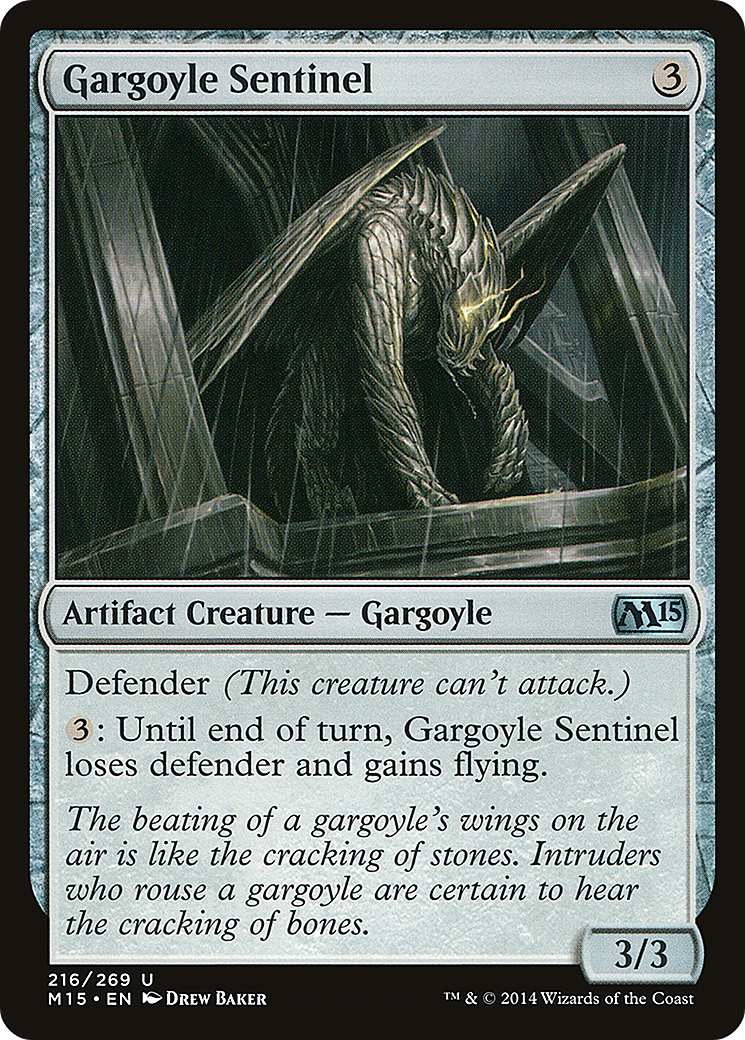 Gargoyle Sentinel 3
Artifact Creature — Gargoyle M15
Defender (This creature can't attack.)
3: Until end of turn, Gargoyle Sentinel
loses defender and gains flying.
The beating of a gargoyle's wings on the
air is like the cracking of stones. Intruders
who rouse a gargoyle are certain to hear
the cracking of bones.
3/3
216/269 U
M15 • EN Drew Baker ™ & © 2014 Wizards of the Coast